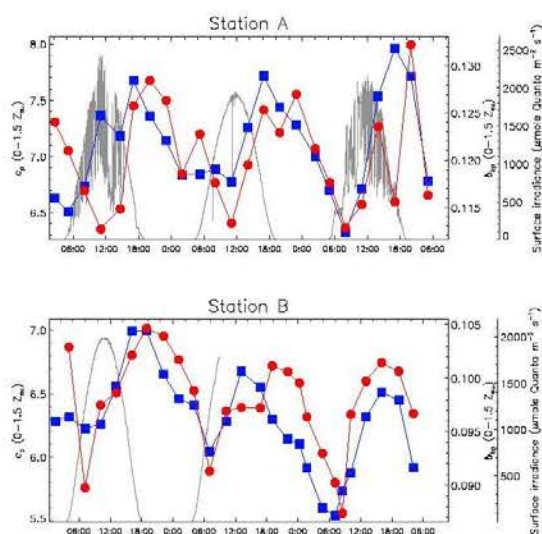 Station A
8.0
7.5
7.0
6.5
c_p (0–1.5 Z_eu)
0.130
0.125
0.120
0.115
b_bp (0–1.5 Z_eu)
2500
2000
1500
1000
500
0
Surface irradiance (μmole Quanta m⁻² s⁻¹)
06:00 12:00 18:00 0:00 06:00 12:00 18:00 0:00 06:00 12:00 18:00 06:00
Station B
7.0
6.5
6.0
5.5
c_p (0–1.5 Z_eu)
0.105
0.100
0.095
0.090
b_bp (0–1.5 Z_eu)
2000
1500
1000
500
0
Surface irradiance (μmole Quanta m⁻² s⁻¹)
06:00 12:00 18:00 0:00 06:00 12:00 18:00 0:00 06:00 12:00 18:00 06:00